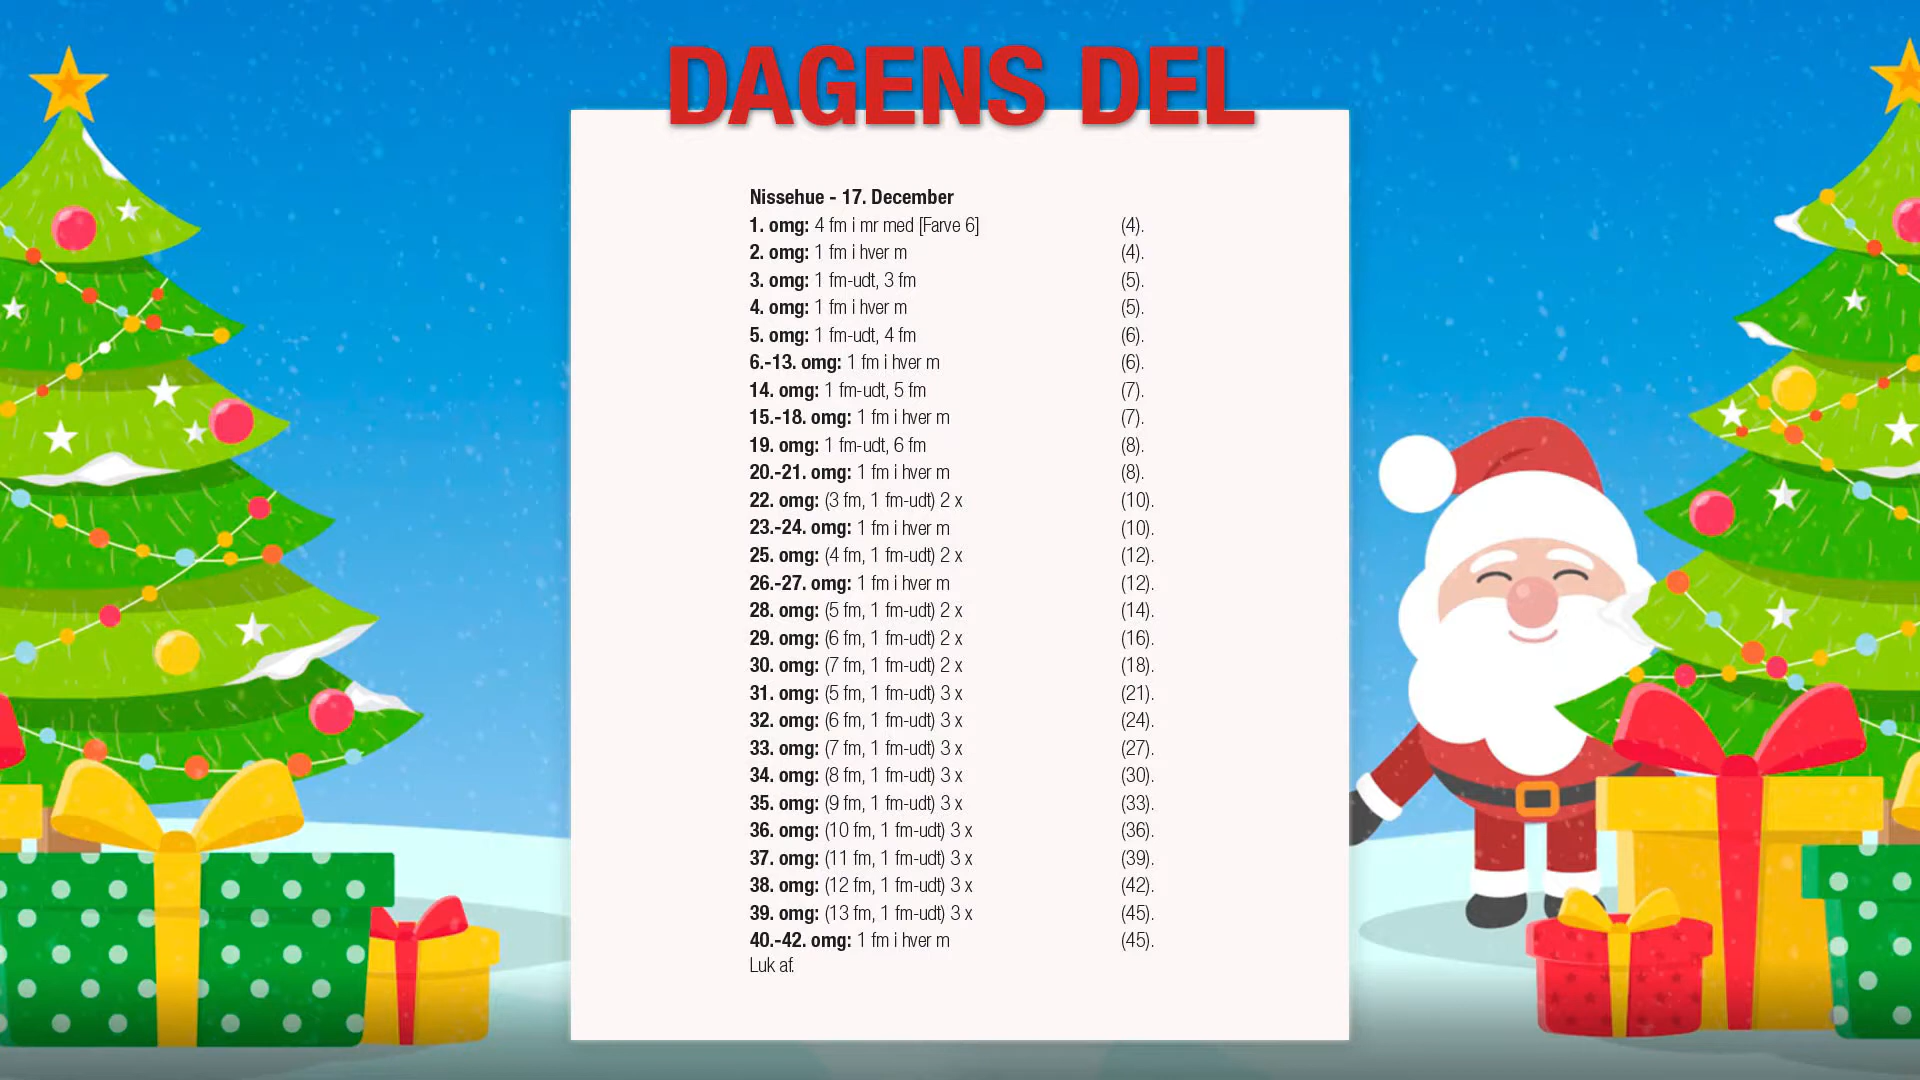 DAGENS DEL
Nissehue - 17. December
1. omg: 4 fm i mr med [Farve 6] (4).
2. omg: 1 fm i hver m (4).
3. omg: 1 fm-udt, 3 fm (5).
4. omg: 1 fm i hver m (5).
5. omg: 1 fm-udt, 4 fm (6).
6.-13. omg: 1 fm i hver m (6).
14. omg: 1 fm-udt, 5 fm (7).
15.-18. omg: 1 fm i hver m (7).
19. omg: 1 fm-udt, 6 fm (8).
20.-21. omg: 1 fm i hver m (8).
22. omg: (3 fm, 1 fm-udt) 2 x (10).
23.-24. omg: 1 fm i hver m (10).
25. omg: (4 fm, 1 fm-udt) 2 x (12).
26.-27. omg: 1 fm i hver m (12).
28. omg: (5 fm, 1 fm-udt) 2 x (14).
29. omg: (6 fm, 1 fm-udt) 2 x (16).
30. omg: (7 fm, 1 fm-udt) 2 x (18).
31. omg: (5 fm, 1 fm-udt) 3 x (21).
32. omg: (6 fm, 1 fm-udt) 3 x (24).
33. omg: (7 fm, 1 fm-udt) 3 x (27).
34. omg: (8 fm, 1 fm-udt) 3 x (30).
35. omg: (9 fm, 1 fm-udt) 3 x (33).
36. omg: (10 fm, 1 fm-udt) 3 x (36).
37. omg: (11 fm, 1 fm-udt) 3 x (39).
38. omg: (12 fm, 1 fm-udt) 3 x (42).
39. omg: (13 fm, 1 fm-udt) 3 x (45).
40.-42. omg: 1 fm i hver m (45).
Luk af.